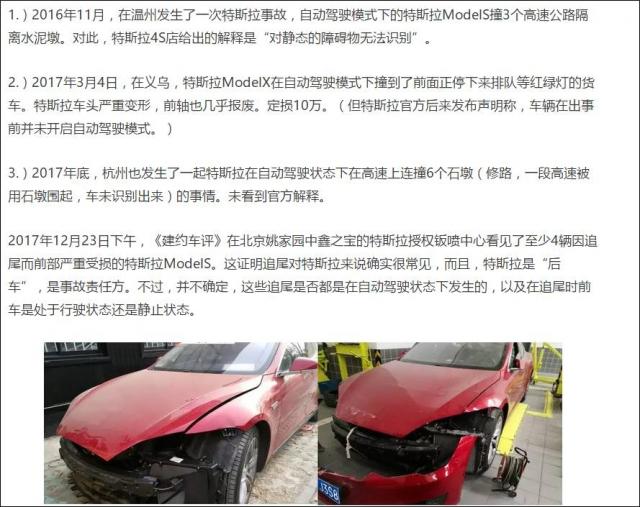 1.）2016年11月，在温州发生了一次特斯拉事故，自动驾驶模式下的特斯拉ModelS撞3个高速公路隔
离水泥墩。对此，特斯拉4S店给出的解释是“对静态的障碍物无法识别”。
2.）2017年3月4日，在义乌，特斯拉ModelX在自动驾驶模式下撞到了前面正停下来排队等红绿灯的货
车。特斯拉车头严重变形，前轴也几乎报废。定损10万。（但特斯拉官方后来发布声明称，车辆在出事
前并未开启自动驾驶模式。）
3.）2017年底，杭州也发生了一起特斯拉在自动驾驶状态下在高速上连撞6个石墩（修路，一段高速被
用石墩围起，车未识别出来）的事情。未看到官方解释。
2017年12月23日下午，《建约车评》在北京姚家园中鑫之宝的特斯拉授权钣喷中心看见了至少4辆因追
尾而前部严重受损的特斯拉ModelS。这证明追尾对特斯拉来说确实很常见，而且，特斯拉是“后
车”，是事故责任方。不过，并不确定，这些追尾是否都是在自动驾驶状态下发生的，以及在追尾时前
车是处于行驶状态还是静止状态。